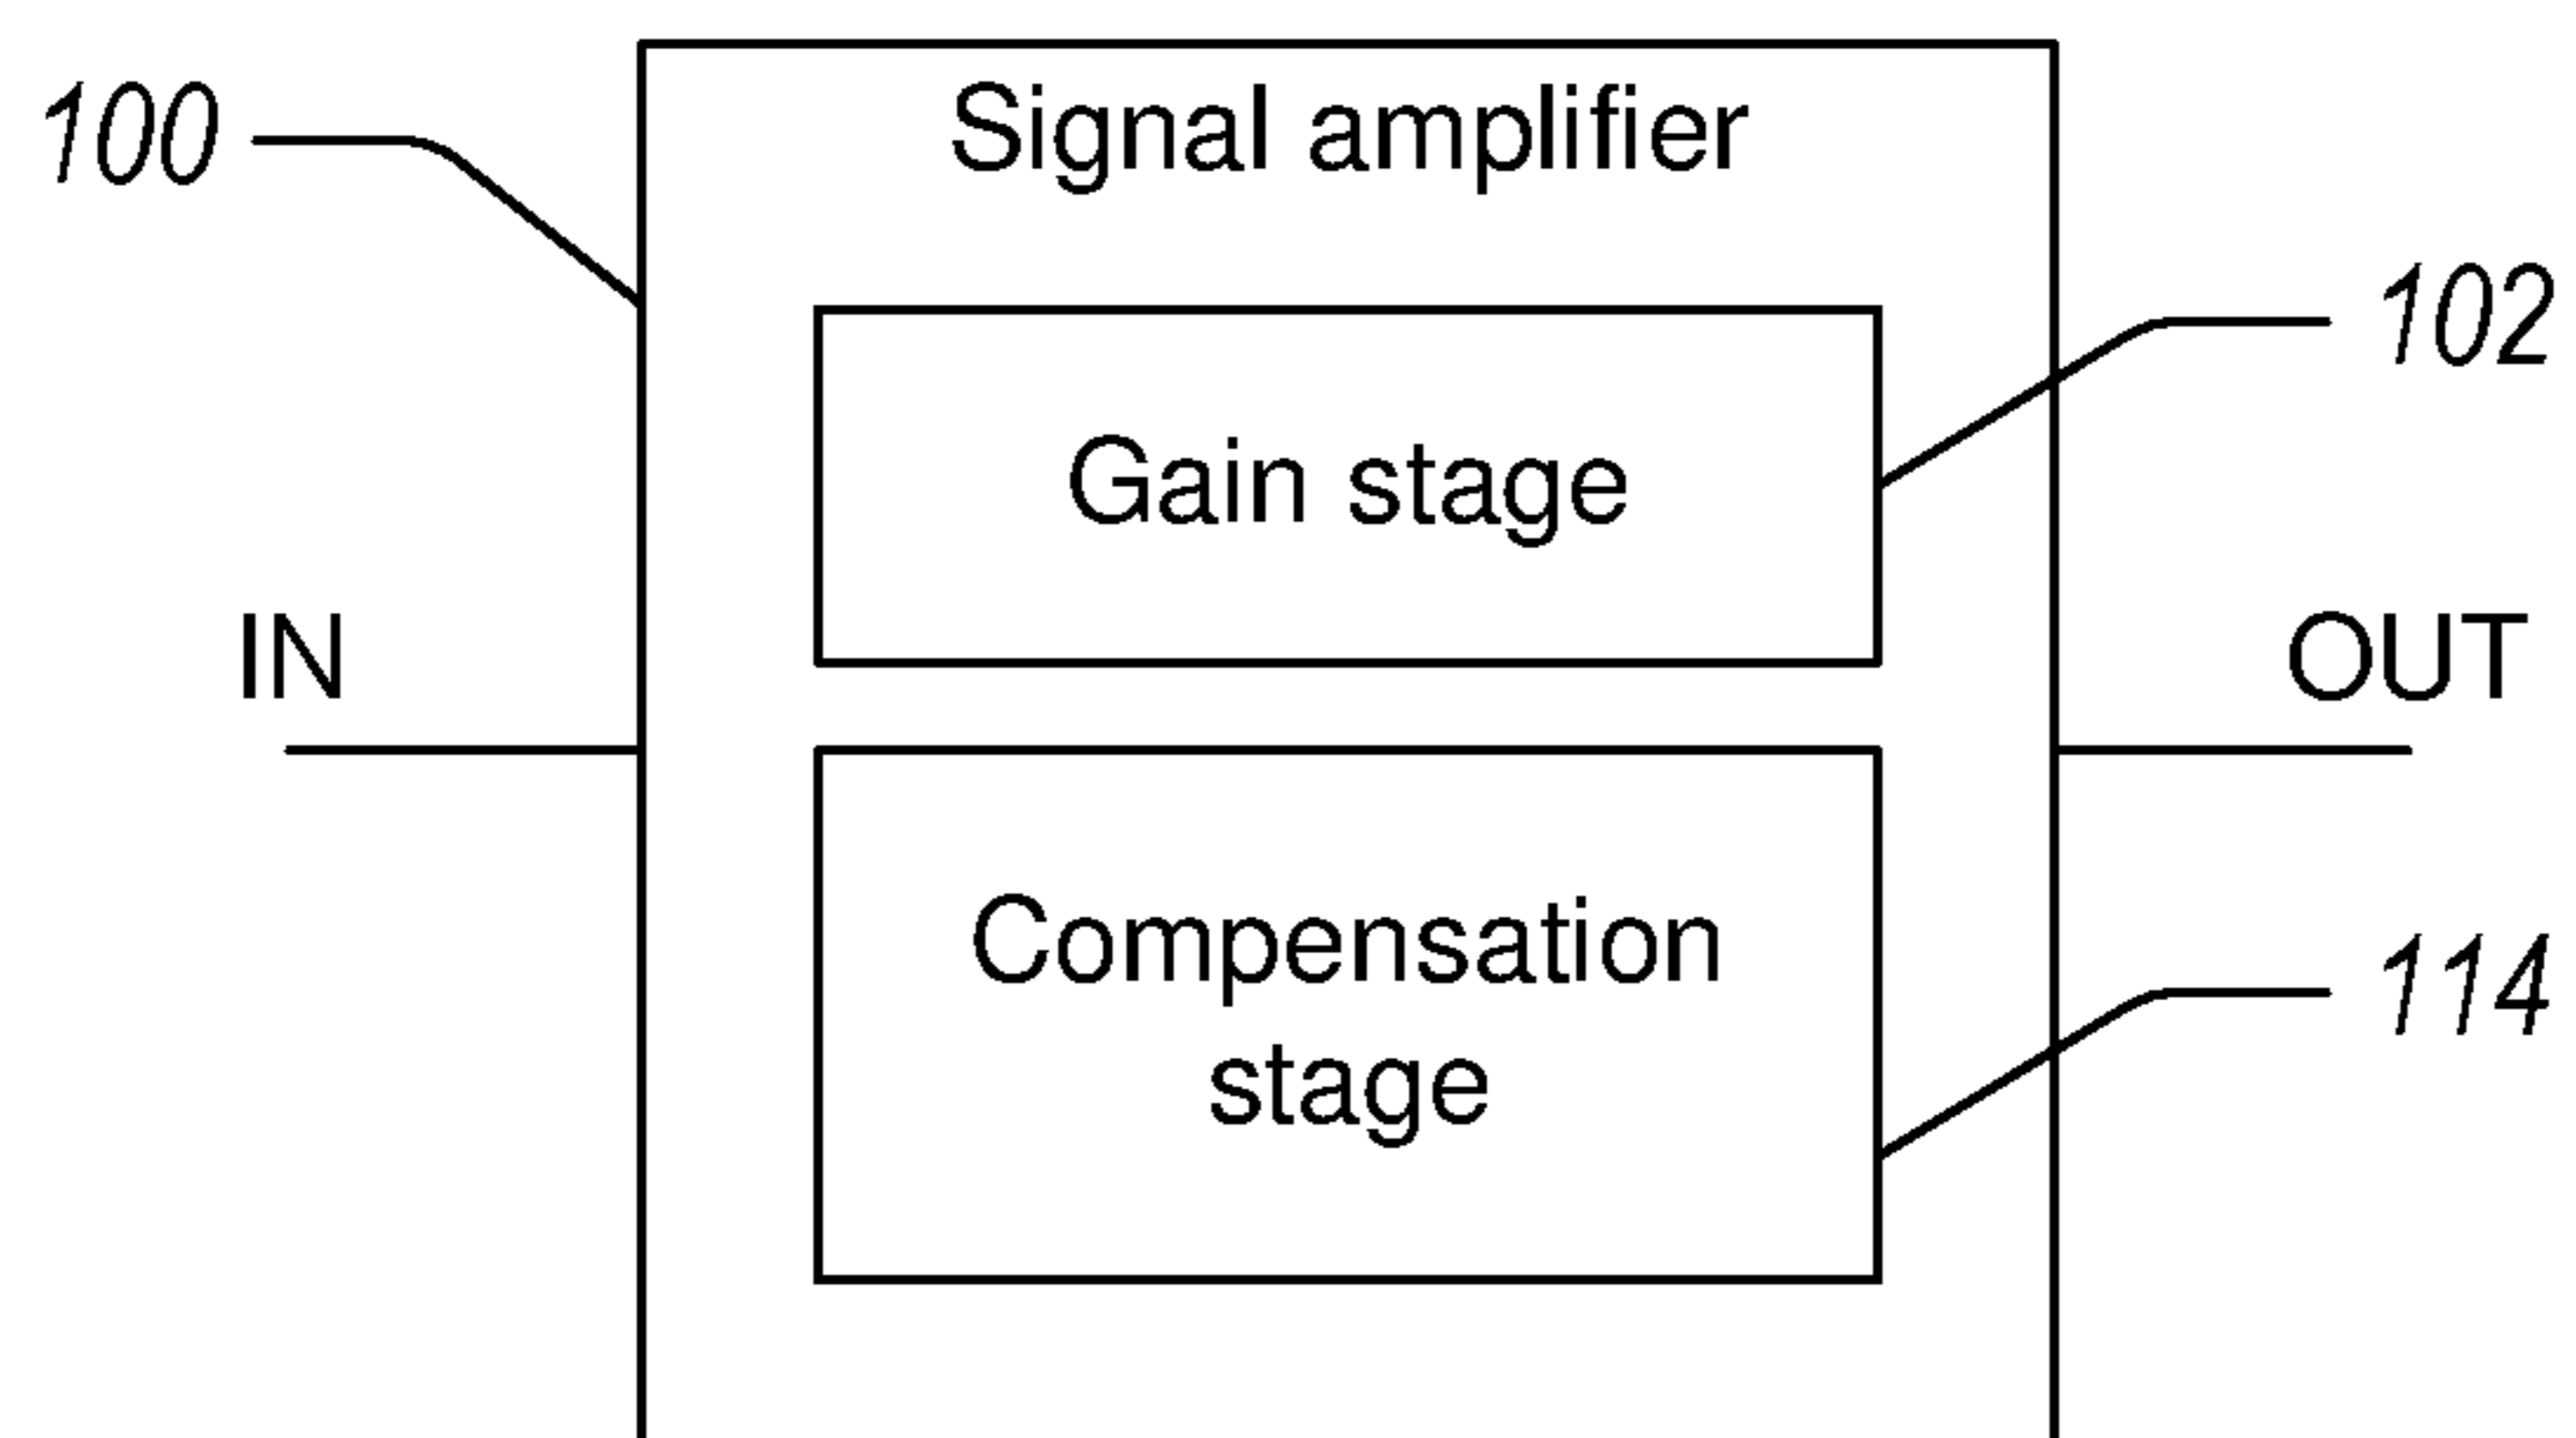 100
Signal amplifier
102
Gain stage
IN
OUT
Compensation
stage
114